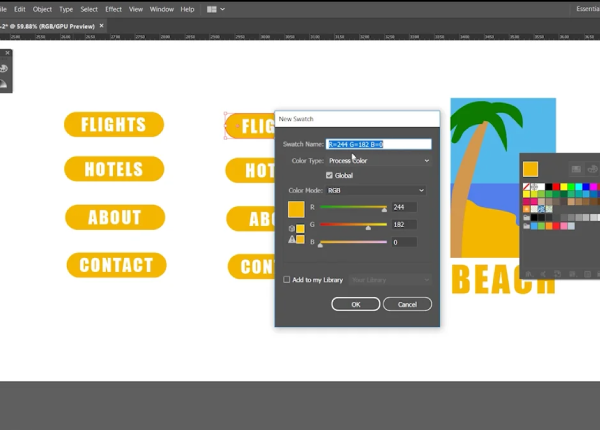 File Edit Object Type Select Effect View Window Help
Essentia
-2* @ 59.88% (RGB/GPU Preview) ×
FLIGHTS
HOTELS
ABOUT
CONTACT
FLIG
HOT
ABO
CON
New Swatch
Swatch Name: R=244 G=182 B=0
Color Type: Process Color
Global
Color Mode: RGB
R 244
G 182
B 0
Add to my Library Your Library
OK Cancel
BEACH